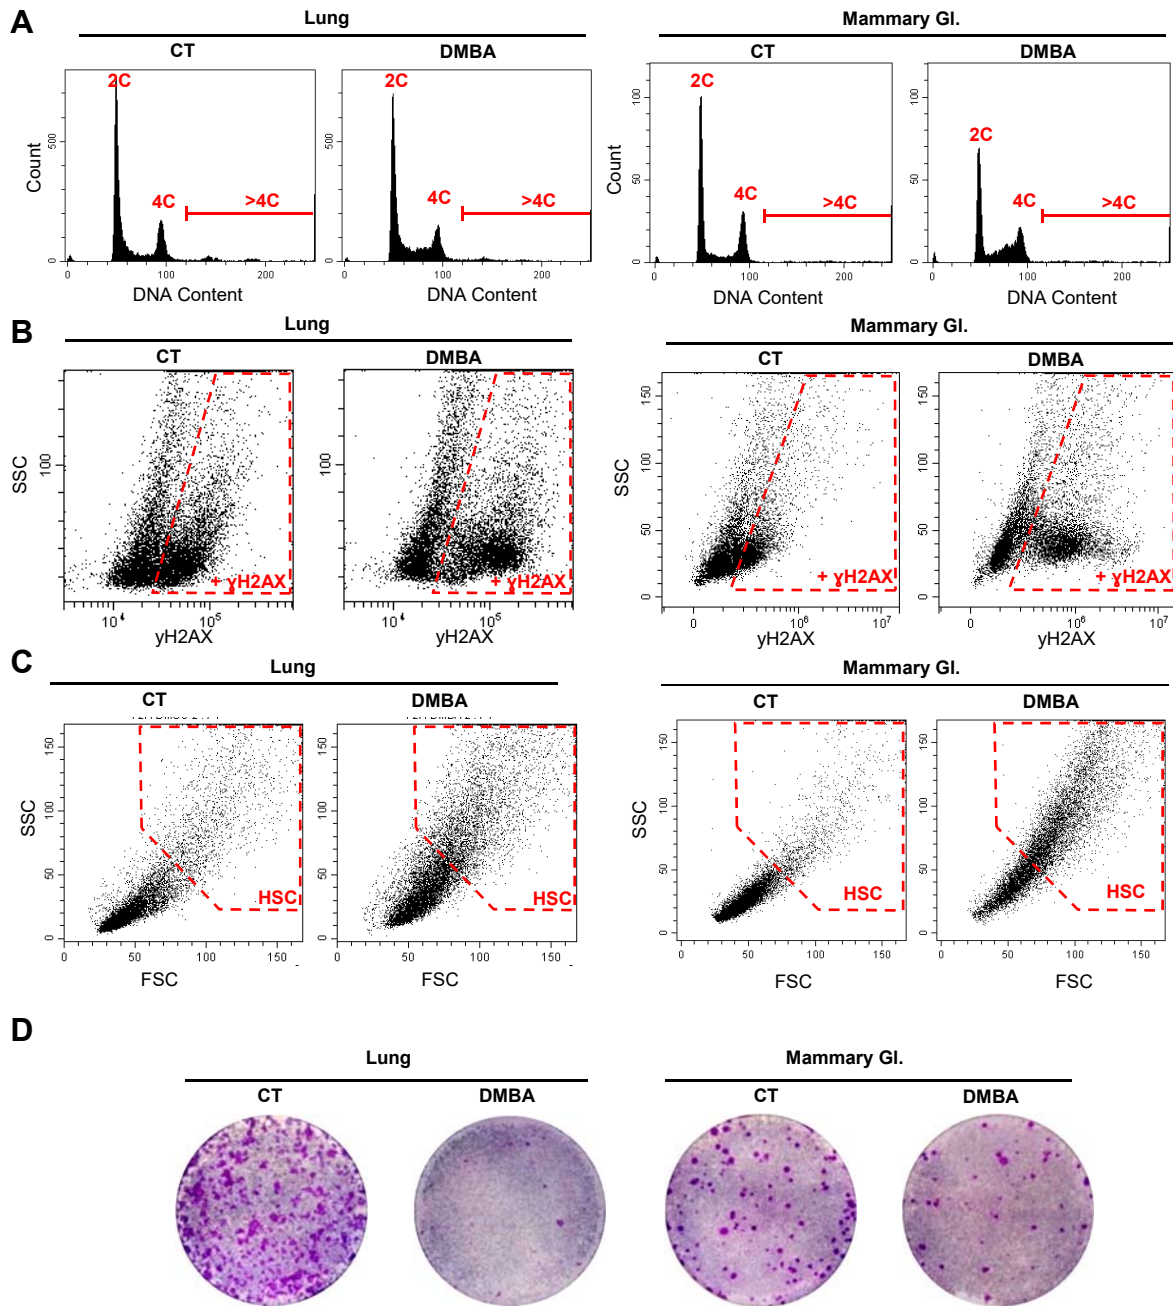 A
Lung
Mammary Gl.
CT
DMBA
CT
DMBA
2C
4C
>4C
2C
4C
>4C
2C
4C
>4C
2C
4C
>4C
Count
500
0
0 100 200
DNA Content
500
0
0 100 200
DNA Content
Count
100
50
0
0 100 200
DNA Content
100
50
0
0 100 200
DNA Content
B
Lung
Mammary Gl.
CT
DMBA
CT
DMBA
SSC
100
+ ɣH2AX
10⁴ 10⁵
yH2AX
100
+ ɣH2AX
10⁴ 10⁵
yH2AX
SSC
150
100
50
0
+ ɣH2AX
0 10⁶ 10⁷
yH2AX
150
100
50
0
+ ɣH2AX
0 10⁶ 10⁷
yH2AX
C
Lung
Mammary Gl.
CT
DMBA
CT
DMBA
SSC
150
100
50
0
HSC
0 50 100 150
FSC
150
100
50
0
HSC
0 50 100 150
FSC
SSC
150
100
50
0
HSC
0 50 100 150
FSC
150
100
50
0
HSC
0 50 100 150
FSC
D
Lung
Mammary Gl.
CT
DMBA
CT
DMBA